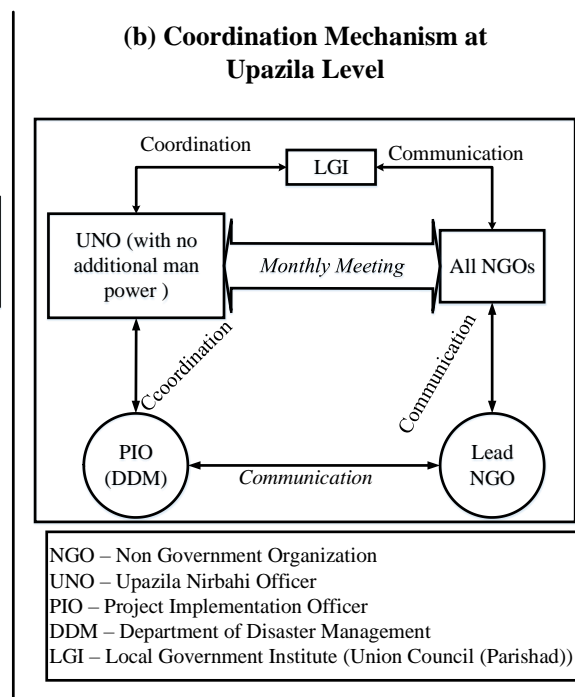 (b) Coordination Mechanism at
Upazila Level
Coordination
LGI
Communication
UNO (with no
additional man
power )
Monthly Meeting
All NGOs
Ccoordination
Communication
PIO
(DDM)
Communication
Lead
NGO
NGO – Non Government Organization
UNO – Upazila Nirbahi Officer
PIO – Project Implementation Officer
DDM – Department of Disaster Management
LGI – Local Government Institute (Union Council (Parishad))